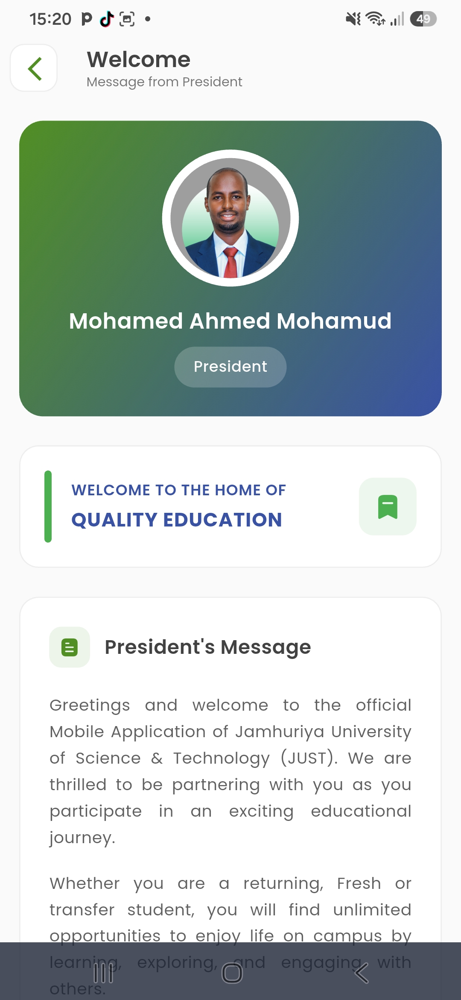 15:20
49
Welcome
Message from President
Mohamed Ahmed Mohamud
President
WELCOME TO THE HOME OF
QUALITY EDUCATION
President's Message
Greetings and welcome to the official
Mobile Application of Jamhuriya University
of Science & Technology (JUST). We are
thrilled to be partnering with you as you
participate in an exciting educational
journey.
Whether you are a returning, Fresh or
transfer student, you will find unlimited
opportunities to enjoy life on campus by
learning, exploring, and engaging with
others.